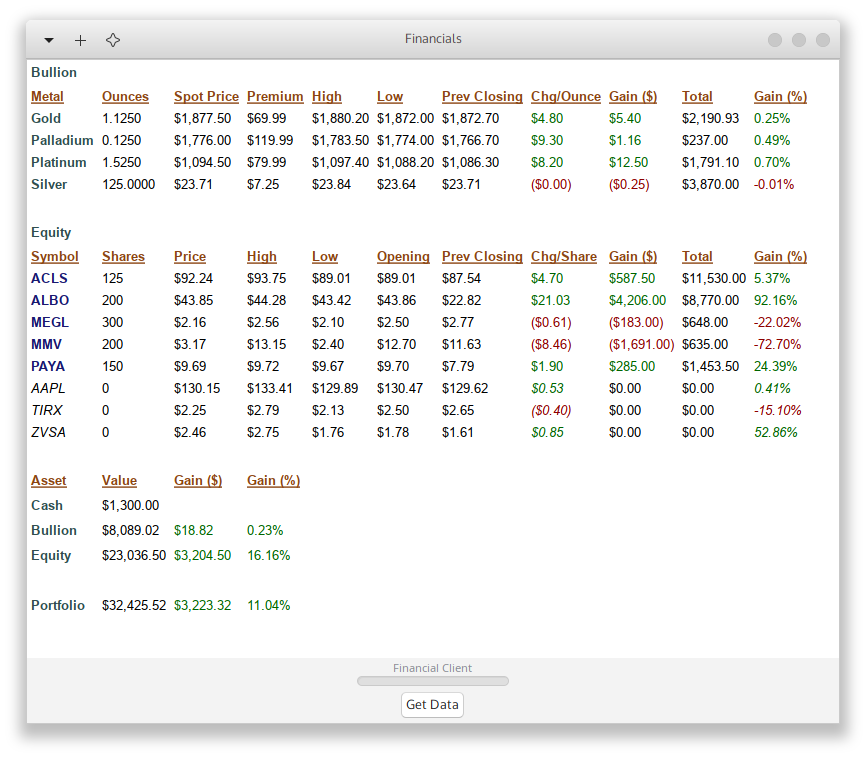 Financials
Bullion
Metal Ounces Spot Price Premium High Low Prev Closing Chg/Ounce Gain ($) Total Gain (%)
Gold 1.1250 $1,877.50 $69.99 $1,880.20 $1,872.00 $1,872.70 $4.80 $5.40 $2,190.93 0.25%
Palladium 0.1250 $1,776.00 $119.99 $1,783.50 $1,774.00 $1,766.70 $9.30 $1.16 $237.00 0.49%
Platinum 1.5250 $1,094.50 $79.99 $1,097.40 $1,088.20 $1,086.30 $8.20 $12.50 $1,791.10 0.70%
Silver 125.0000 $23.71 $7.25 $23.84 $23.64 $23.71 ($0.00) ($0.25) $3,870.00 -0.01%
Equity
Symbol Shares Price High Low Opening Prev Closing Chg/Share Gain ($) Total Gain (%)
ACLS 125 $92.24 $93.75 $89.01 $89.01 $87.54 $4.70 $587.50 $11,530.00 5.37%
ALBO 200 $43.85 $44.28 $43.42 $43.86 $22.82 $21.03 $4,206.00 $8,770.00 92.16%
MEGL 300 $2.16 $2.56 $2.10 $2.50 $2.77 ($0.61) ($183.00) $648.00 -22.02%
MMV 200 $3.17 $13.15 $2.40 $12.70 $11.63 ($8.46) ($1,691.00) $635.00 -72.70%
PAYA 150 $9.69 $9.72 $9.67 $9.70 $7.79 $1.90 $285.00 $1,453.50 24.39%
AAPL 0 $130.15 $133.41 $129.89 $130.47 $129.62 $0.53 $0.00 $0.00 0.41%
TIRX 0 $2.25 $2.79 $2.13 $2.50 $2.65 ($0.40) $0.00 $0.00 -15.10%
ZVSA 0 $2.46 $2.75 $1.76 $1.78 $1.61 $0.85 $0.00 $0.00 52.86%
Asset Value Gain ($) Gain (%)
Cash $1,300.00
Bullion $8,089.02 $18.82 0.23%
Equity $23,036.50 $3,204.50 16.16%
Portfolio $32,425.52 $3,223.32 11.04%
Financial Client
Get Data